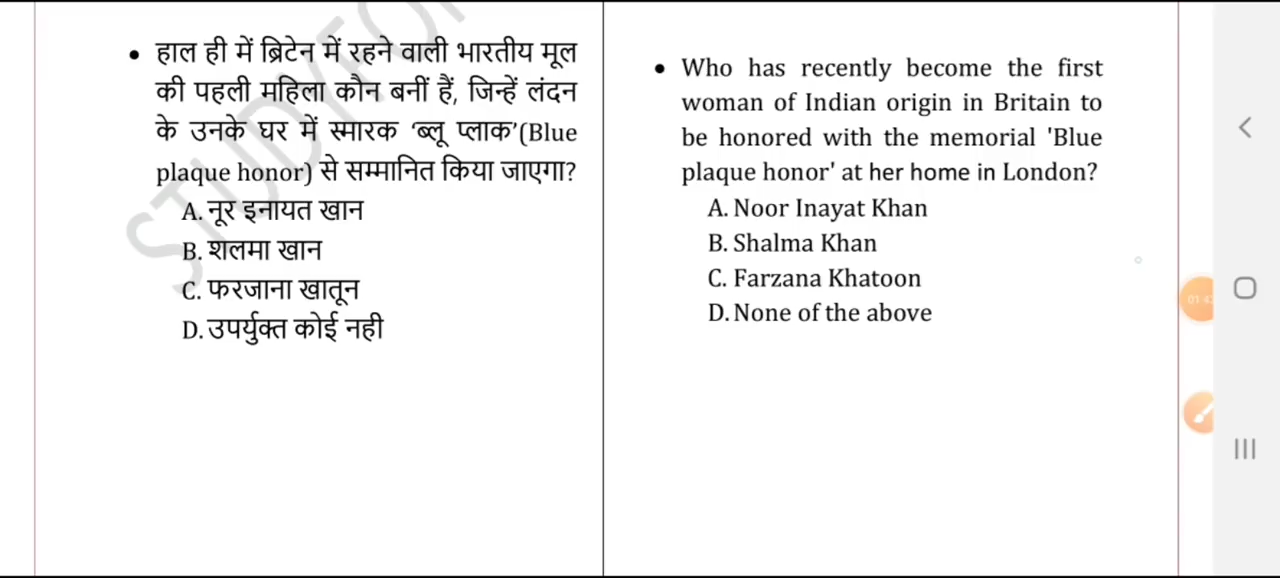 • हाल ही में ब्रिटेन में रहने वाली भारतीय मूल
की पहली महिला कौन बनीं हैं, जिन्हें लंदन
के उनके घर में स्मारक ‘ब्लू प्लाक’(Blue
plaque honor) से सम्मानित किया जाएगा?
A. नूर इनायत खान
B. शलमा खान
C. फरजाना खातून
D. उपर्युक्त कोई नही
• Who has recently become the first
woman of Indian origin in Britain to
be honored with the memorial 'Blue
plaque honor' at her home in London?
A. Noor Inayat Khan
B. Shalma Khan
C. Farzana Khatoon
D. None of the above